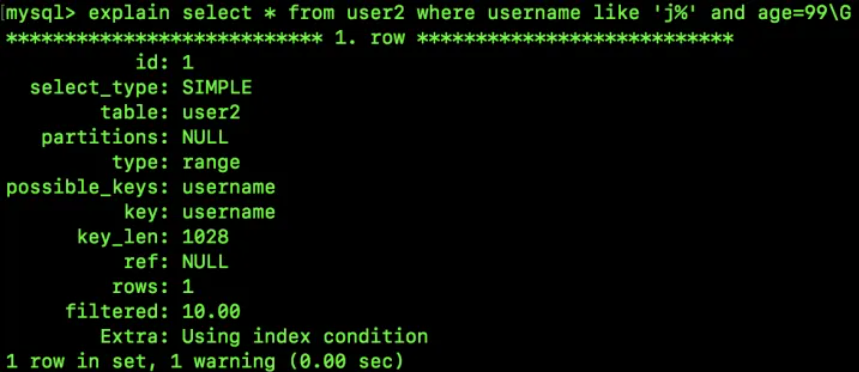 [mysql> explain select * from user2 where username like 'j%' and age=99\G
*************************** 1. row ***************************
id: 1
select_type: SIMPLE
table: user2
partitions: NULL
type: range
possible_keys: username
key: username
key_len: 1028
ref: NULL
rows: 1
filtered: 10.00
Extra: Using index condition
1 row in set, 1 warning (0.00 sec)